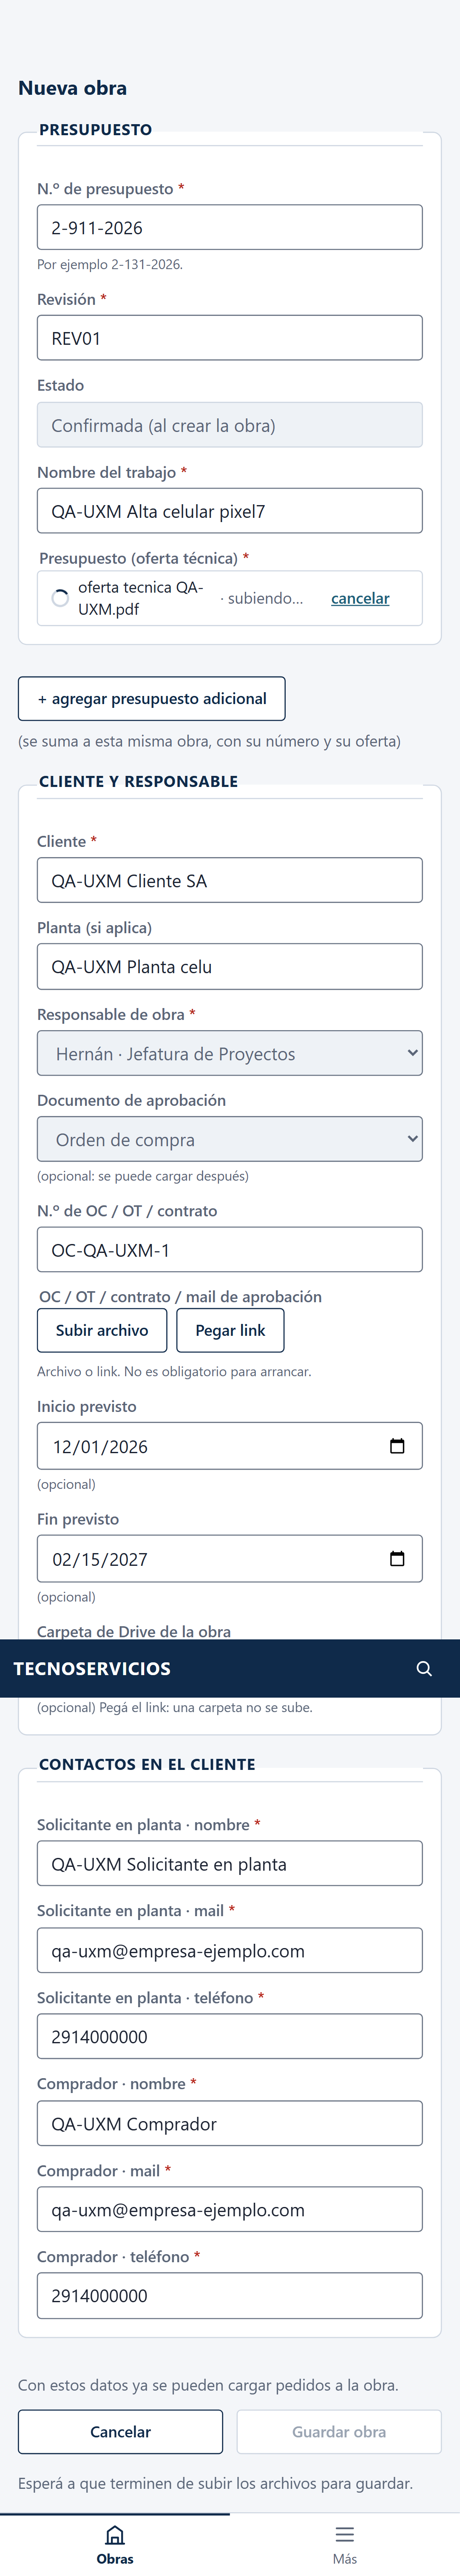 Nueva obra
PRESUPUESTO
N.º de presupuesto *
2-911-2026
Por ejemplo 2-131-2026.
Revisión *
REV01
Estado
Confirmada (al crear la obra)
Nombre del trabajo *
QA-UXM Alta celular pixel7
Presupuesto (oferta técnica) *
oferta tecnica QA-
UXM.pdf
· subiendo...
cancelar
+ agregar presupuesto adicional
(se suma a esta misma obra, con su número y su oferta)
CLIENTE Y RESPONSABLE
Cliente *
QA-UXM Cliente SA
Planta (si aplica)
QA-UXM Planta celu
Responsable de obra *
Hernán · Jefatura de Proyectos
Documento de aprobación
Orden de compra
(opcional: se puede cargar después)
N.º de OC / OT / contrato
OC-QA-UXM-1
OC / OT / contrato / mail de aprobación
Subir archivo
Pegar link
Archivo o link. No es obligatorio para arrancar.
Inicio previsto
12/01/2026
(opcional)
Fin previsto
02/15/2027
(opcional)
Carpeta de Drive de la obra
TECNOSERVICIOS
(opcional) Pegá el link: una carpeta no se sube.
CONTACTOS EN EL CLIENTE
Solicitante en planta · nombre *
QA-UXM Solicitante en planta
Solicitante en planta · mail *
qa-uxm@empresa-ejemplo.com
Solicitante en planta · teléfono *
2914000000
Comprador · nombre *
QA-UXM Comprador
Comprador · mail *
qa-uxm@empresa-ejemplo.com
Comprador · teléfono *
2914000000
Con estos datos ya se pueden cargar pedidos a la obra.
Cancelar
Guardar obra
Esperá a que terminen de subir los archivos para guardar.
Obras
Más